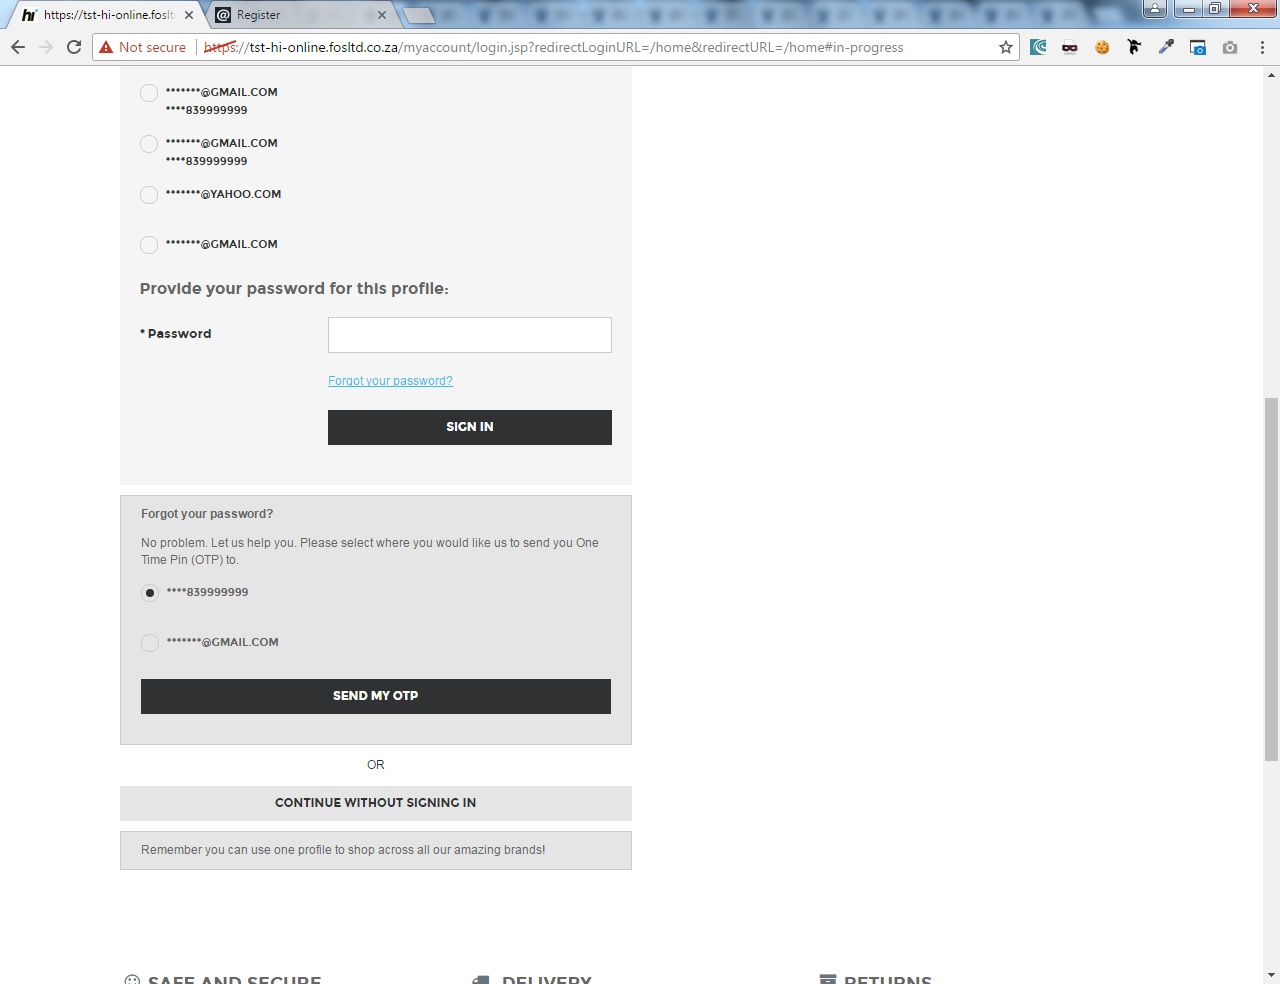 hi https://tst-hi-online.foslt
@ Register
Not secure https://tst-hi-online.fosltd.co.za/myaccount/login.jsp?redirectLoginURL=/home&redirectURL=/home#in-progress
*******@GMAIL.COM
****839999999
*******@GMAIL.COM
****839999999
*******@YAHOO.COM
*******@GMAIL.COM
Provide your password for this profile:
* Password
Forgot your password?
SIGN IN
Forgot your password?
No problem. Let us help you. Please select where you would like us to send you One
Time Pin (OTP) to.
****839999999
*******@GMAIL.COM
SEND MY OTP
OR
CONTINUE WITHOUT SIGNING IN
Remember you can use one profile to shop across all our amazing brands!
SAFE AND SECURE
DELIVERY
RETURNS